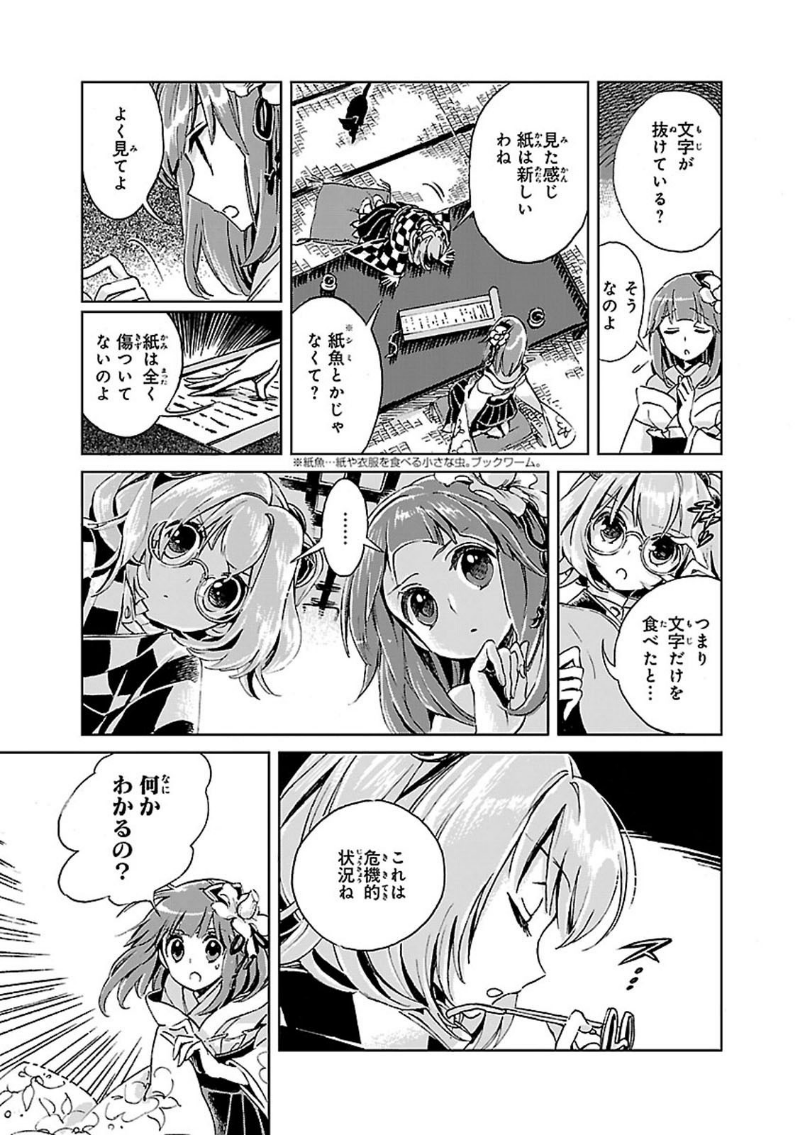 文字が
抜けている?
そう
なのよ
見た感じ
紙は新しい
わね
※紙魚とかじゃ
なくて?
※紙魚…紙や衣服を食べる小さな虫。ブックワーム。
よく見てよ
紙は全く
傷ついて
ないのよ
つまり
文字だけを
食べたと…
……
これは
危機的
状況ね
何か
わかるの?